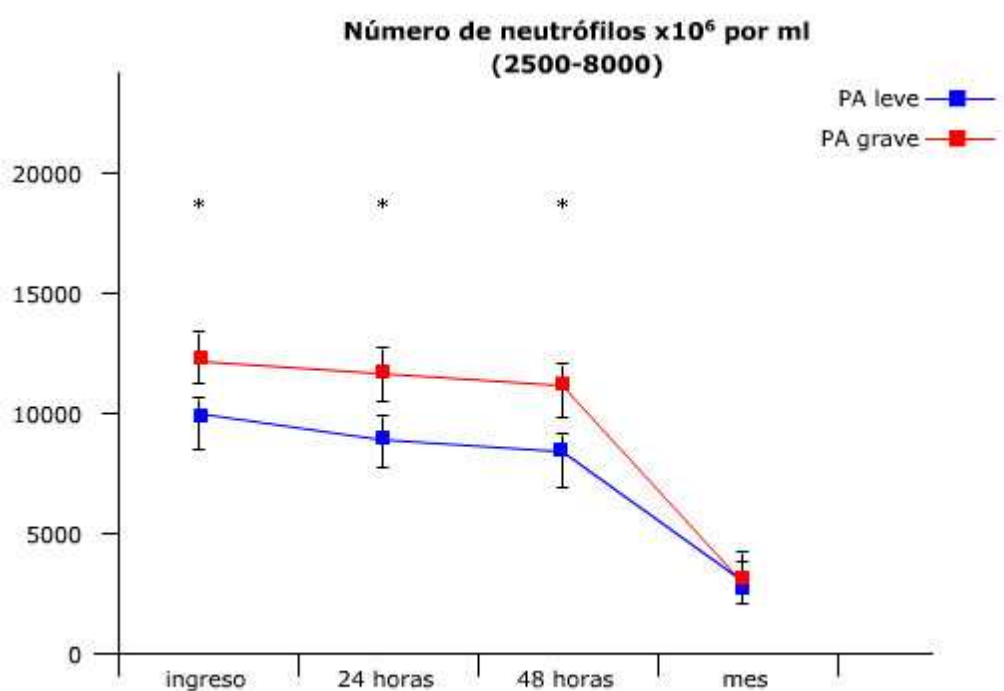 Número de neutrófilos x10⁶ por ml
(2500-8000)
PA leve
PA grave
20000
* * *
15000
10000
5000
0
ingreso 24 horas 48 horas mes